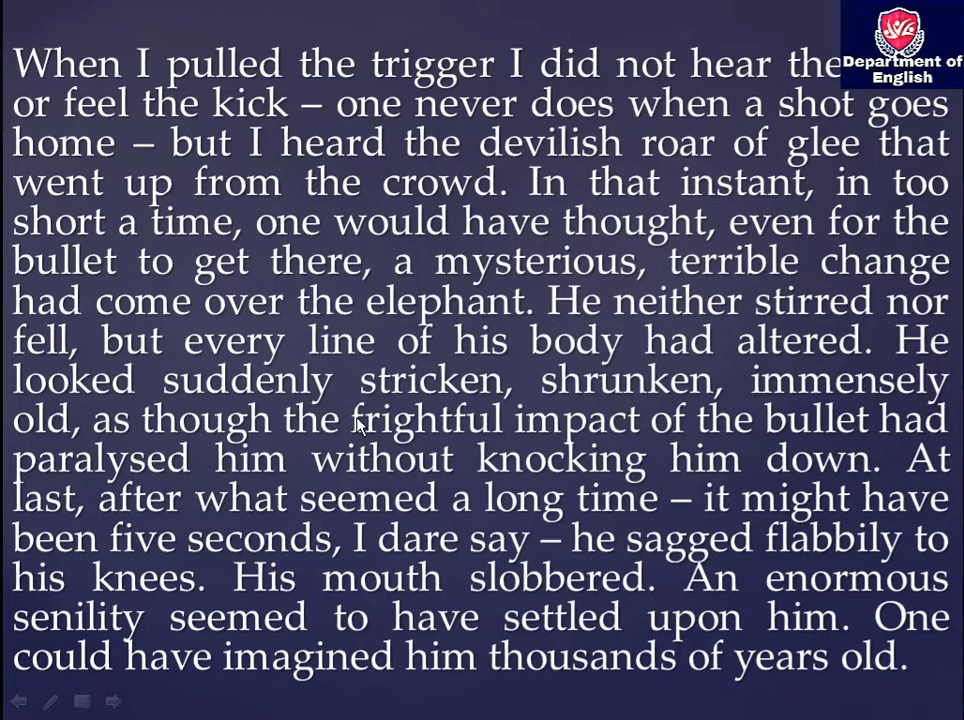 When I pulled the trigger I did not hear the
or feel the kick – one never does when a shot goes
home – but I heard the devilish roar of glee that
went up from the crowd. In that instant, in too
short a time, one would have thought, even for the
bullet to get there, a mysterious, terrible change
had come over the elephant. He neither stirred nor
fell, but every line of his body had altered. He
looked suddenly stricken, shrunken, immensely
old, as though the frightful impact of the bullet had
paralysed him without knocking him down. At
last, after what seemed a long time – it might have
been five seconds, I dare say – he sagged flabbily to
his knees. His mouth slobbered. An enormous
senility seemed to have settled upon him. One
could have imagined him thousands of years old.
Department of
English